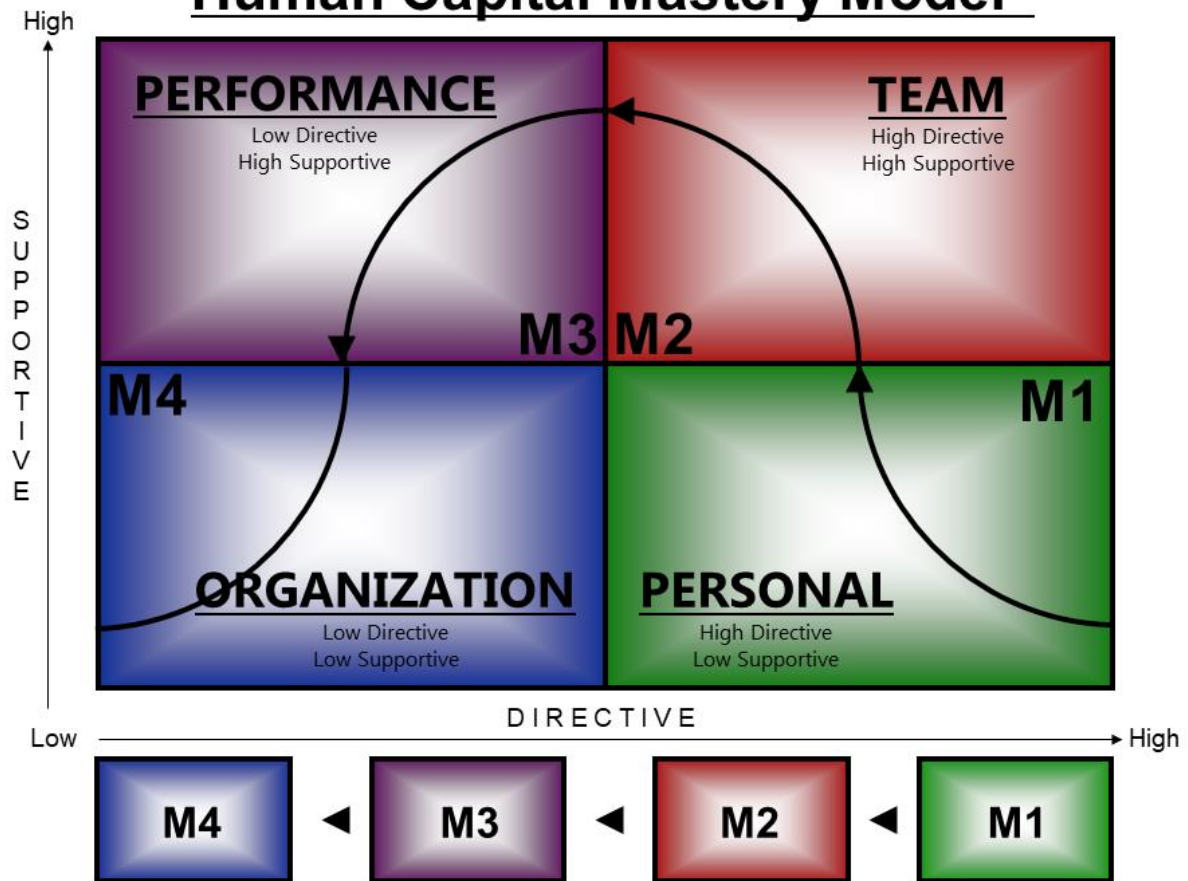 Human Capital Mastery Model
High
PERFORMANCE
Low Directive
High Supportive
TEAM
High Directive
High Supportive
SUPPORTIVE
M3
M2
M4
M1
ORGANIZATION
Low Directive
Low Supportive
PERSONAL
High Directive
Low Supportive
DIRECTIVE
Low
High
M4
M3
M2
M1